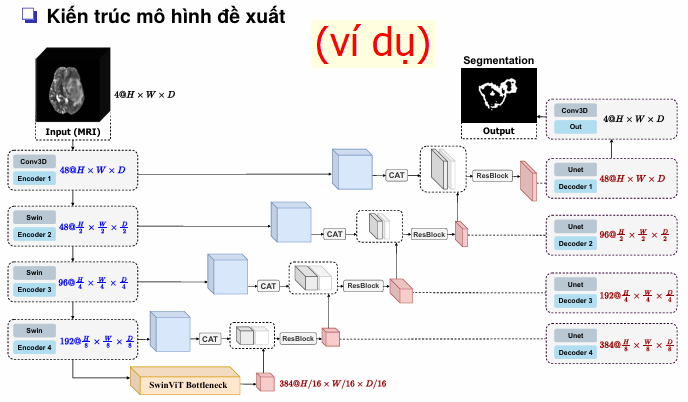 Kiến trúc mô hình đề xuất
(ví dụ)
4@H × W × D
Input (MRI)
Segmentation
Output
Conv3D
Out
4@H × W × D
Conv3D
Encoder 1
48@H × W × D
CAT
ResBlock
Unet
Decoder 1
48@H × W × D
Swin
Encoder 2
48@H/2 × W/2 × D/2
CAT
ResBlock
Unet
Decoder 2
96@H/2 × W/2 × D/2
Swin
Encoder 3
96@H/4 × W/4 × D/4
CAT
ResBlock
Unet
Decoder 3
192@H/4 × W/4 × D/4
Swin
Encoder 4
192@H/8 × W/8 × D/8
CAT
ResBlock
Unet
Decoder 4
384@H/8 × W/8 × D/8
SwinViT Bottleneck
384@H/16 × W/16 × D/16